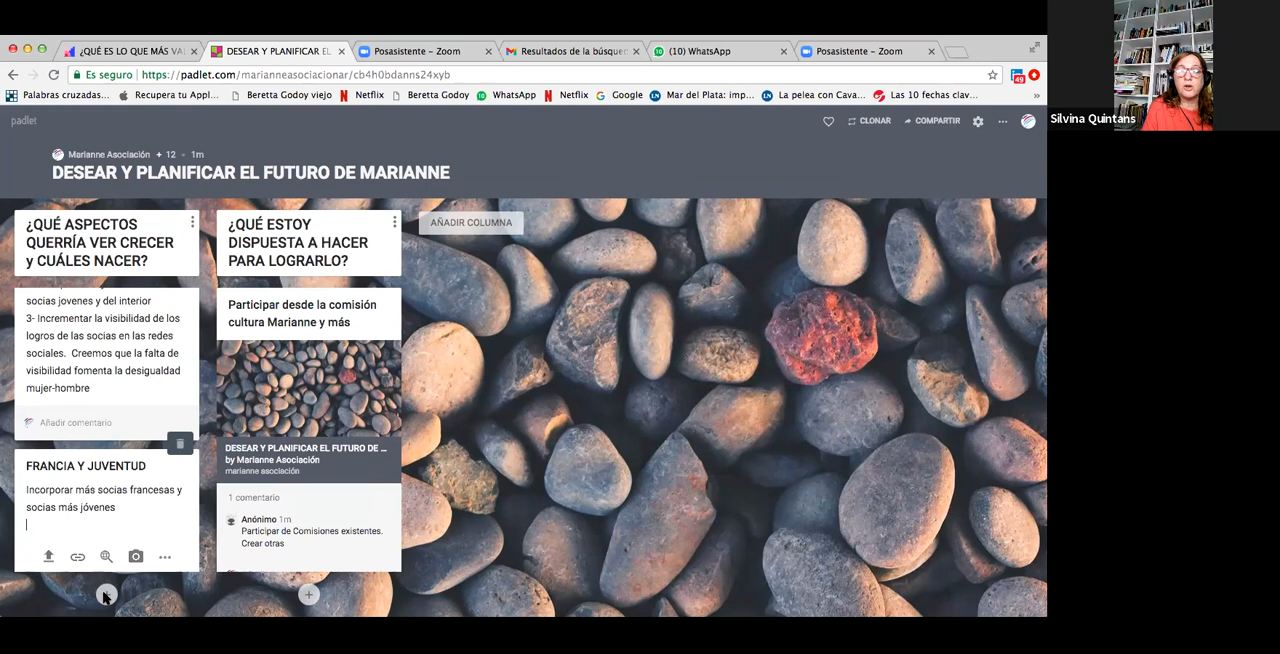 ¿QUÉ ES LO QUE MÁS VAL
DESEAR Y PLANIFICAR EL
Posasistente – Zoom
Resultados de la búsquec
(10) WhatsApp
Posasistente – Zoom
Es seguro
https://padlet.com/marianneasociacionar/cb4h0bdanns24xyb
49
Palabras cruzadas...
Recupera tu Appl...
Beretta Godoy viejo
Netflix
Beretta Godoy
WhatsApp
Netflix
Google
Mar del Plata: imp...
La pelea con Cava...
Las 10 fechas clav...
»
padlet
CLONAR
COMPARTIR
Marianne Asociación + 12 • 1m
DESEAR Y PLANIFICAR EL FUTURO DE MARIANNE
¿QUÉ ASPECTOS
QUERRÍA VER CRECER
y CUÁLES NACER?
socias jovenes y del interior
3- Incrementar la visibilidad de los
logros de las socias en las redes
sociales. Creemos que la falta de
visibilidad fomenta la desigualdad
mujer-hombre
Añadir comentario
FRANCIA Y JUVENTUD
Incorporar más socias francesas y
socias más jóvenes
¿QUÉ ESTOY
DISPUESTA A HACER
PARA LOGRARLO?
Participar desde la comisión
cultura Marianne y más
DESEAR Y PLANIFICAR EL FUTURO DE ...
by Marianne Asociación
marianne asociación
1 comentario
Anónimo 1m
Participar de Comisiones existentes.
Crear otras
AÑADIR COLUMNA
Silvina Quintans